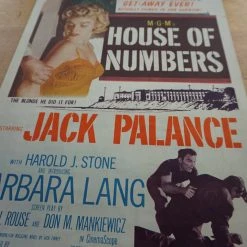 GET-AWAY EVER!
M-G-M's
HOUSE OF
NUMBERS
THE BLONDE HE DID IT FOR!
STARRING
JACK PALANCE
WITH HAROLD J. STONE
AND INTRODUCING
RBARA LANG
SCREEN PLAY BY
ROUSE AND DON M. MANKIEWICZ
IN CinemaScope